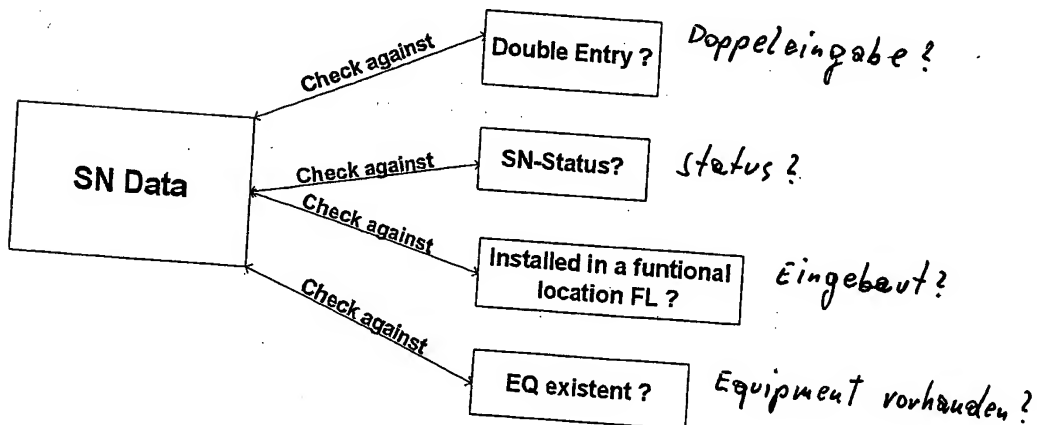 Double Entry ?
Doppeleingabe ?
Check against
SN Data
Check against
SN-Status?
Status ?
Check against
Installed in a funtional
location FL ?
Eingebaut ?
Check against
EQ existent ?
Equipment vorhanden ?